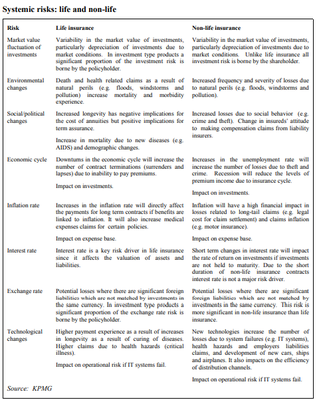 Systemic risks: life and non-life
Risk
Life insurance
Non-life insurance
Market value
fluctuation of
investments
Variability in the market value of investments,
particularly depreciation of investments due to
market conditions. In investment type products a
significant proportion of the investment risk is
borne by the policyholder.
Variability in the market value of investments,
particularly depreciation of investments due to
market conditions. Unlike life insurance all
investment risk is borne by the shareholder.
Environmental
changes
Death and health related claims as a result of
natural perils (e.g. floods, windstorms and
pollution) increase mortality and morbidity
experience.
Increased frequency and severity of losses due
to natural perils (e.g. floods, windstorms and
pollution).
Social/political
changes
Increased longevity has negative implications for
the cost of annuities but positive implications for
term assurance.
Increase in mortality due to new diseases (e.g.
AIDS) and demographic changes.
Increased losses due to social behavior (e.g.
crime and theft). Change in insureds' attitude
to making compensation claims from liability
insurers.
Economic cycle
Downturns in the economic cycle will increase the
number of contract terminations (surrenders and
lapses) due to inability to pay premiums.
Impact on investments.
Increases in the unemployment rate will
increase the number of losses due to theft and
crime. Recession will reduce the levels of
premium income due to insurance cycle.
Impact on investments.
Inflation rate
Increases in the inflation rate will directly affect
the payments for long term contracts if benefits are
linked to inflation. It will also increase medical
expenses claims for certain policies.
Impact on expense base.
Inflation will have a high financial impact in
losses related to long-tail claims (e.g. legal
cost for claim settlement) and claims inflation
(e.g. motor insurance).
Impact on expense base.
Interest rate
Interest rate is a key risk driver in life insurance
since it affects the valuation of assets and
liabilities.
Short term changes in interest rate will impact
the rate of return on investments if investments
are not held to maturity. Due to the short
duration of non-life insurance contracts
interest rate is not a major risk driver.
Exchange rate
Potential losses where there are significant foreign
liabilities which are not matched by investments in
the same currency. In investment type products a
significant proportion of the exchange rate risk is
borne by the policyholder.
Potential losses where there are significant
foreign liabilities which are not matched by
investments in the same currency. This risk is
more significant in non-life insurance than life
insurance.
Technological
changes
Higher payment experience as a result of increases
in longevity as a result of curing of diseases.
Higher claims due to health hazards (critical
illness).
Impact on operational risk if IT systems fail.
New technologies increase the number of
losses due to system failures (e.g. IT systems),
health hazards and employers liabilities
claims, and development of new cars, ships
and airplanes. It also impacts on the efficiency
of distribution channels.
Impact on operational risk if IT systems fail.
Source: KPMG